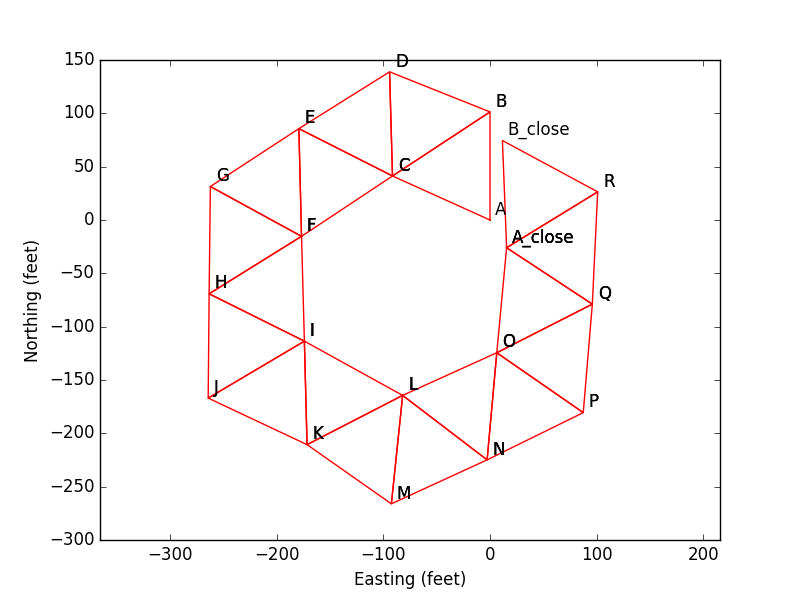 150
100
50
0
−50
−100
−150
−200
−250
−300
−300
−200
−100
0
100
200
Northing (feet)
Easting (feet)
D
B
B_close
E
C
R
G
A
F
A_close
H
Q
I
O
J
L
P
K
N
M